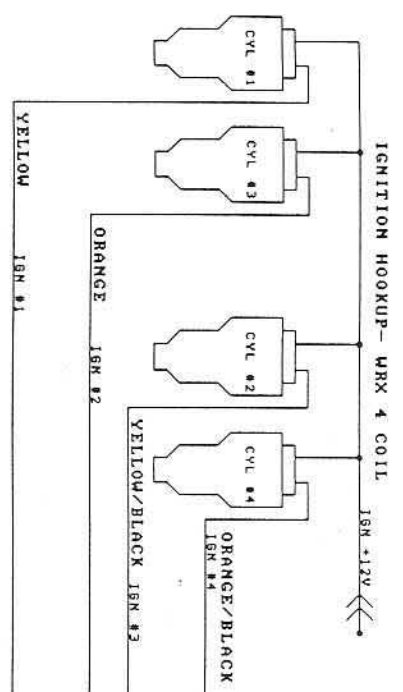 IGNITION HOOKUP- WRX 4 COIL
IGN +12V
CYL #1
CYL #3
CYL #2
CYL #4
YELLOW
IGN #1
ORANGE
IGN #2
YELLOW/BLACK
IGN #3
ORANGE/BLACK
IGN #4